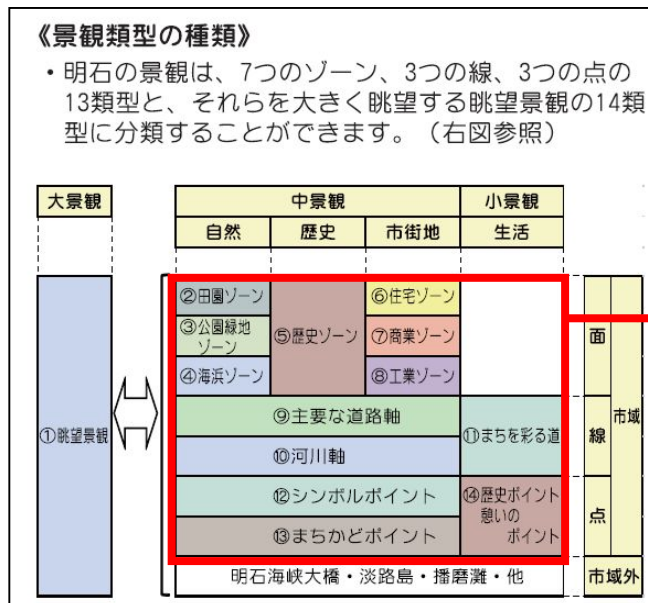 《景観類型の種類》
・明石の景観は、7つのゾーン、3つの線、3つの点の
13類型と、それらを大きく眺望する眺望景観の14類
型に分類することができます。（右図参照）
大景観
中景観
小景観
自然
歴史
市街地
生活
①眺望景観
②田園ゾーン
③公園緑地
ゾーン
④海浜ゾーン
⑤歴史ゾーン
⑥住宅ゾーン
⑦商業ゾーン
⑧工業ゾーン
⑨主要な道路軸
⑩河川軸
⑪まちを彩る道
⑫シンボルポイント
⑬まちかどポイント
⑭歴史ポイント
憩いの
ポイント
面
線
点
市域
明石海峡大橋・淡路島・播磨灘・他
市域外